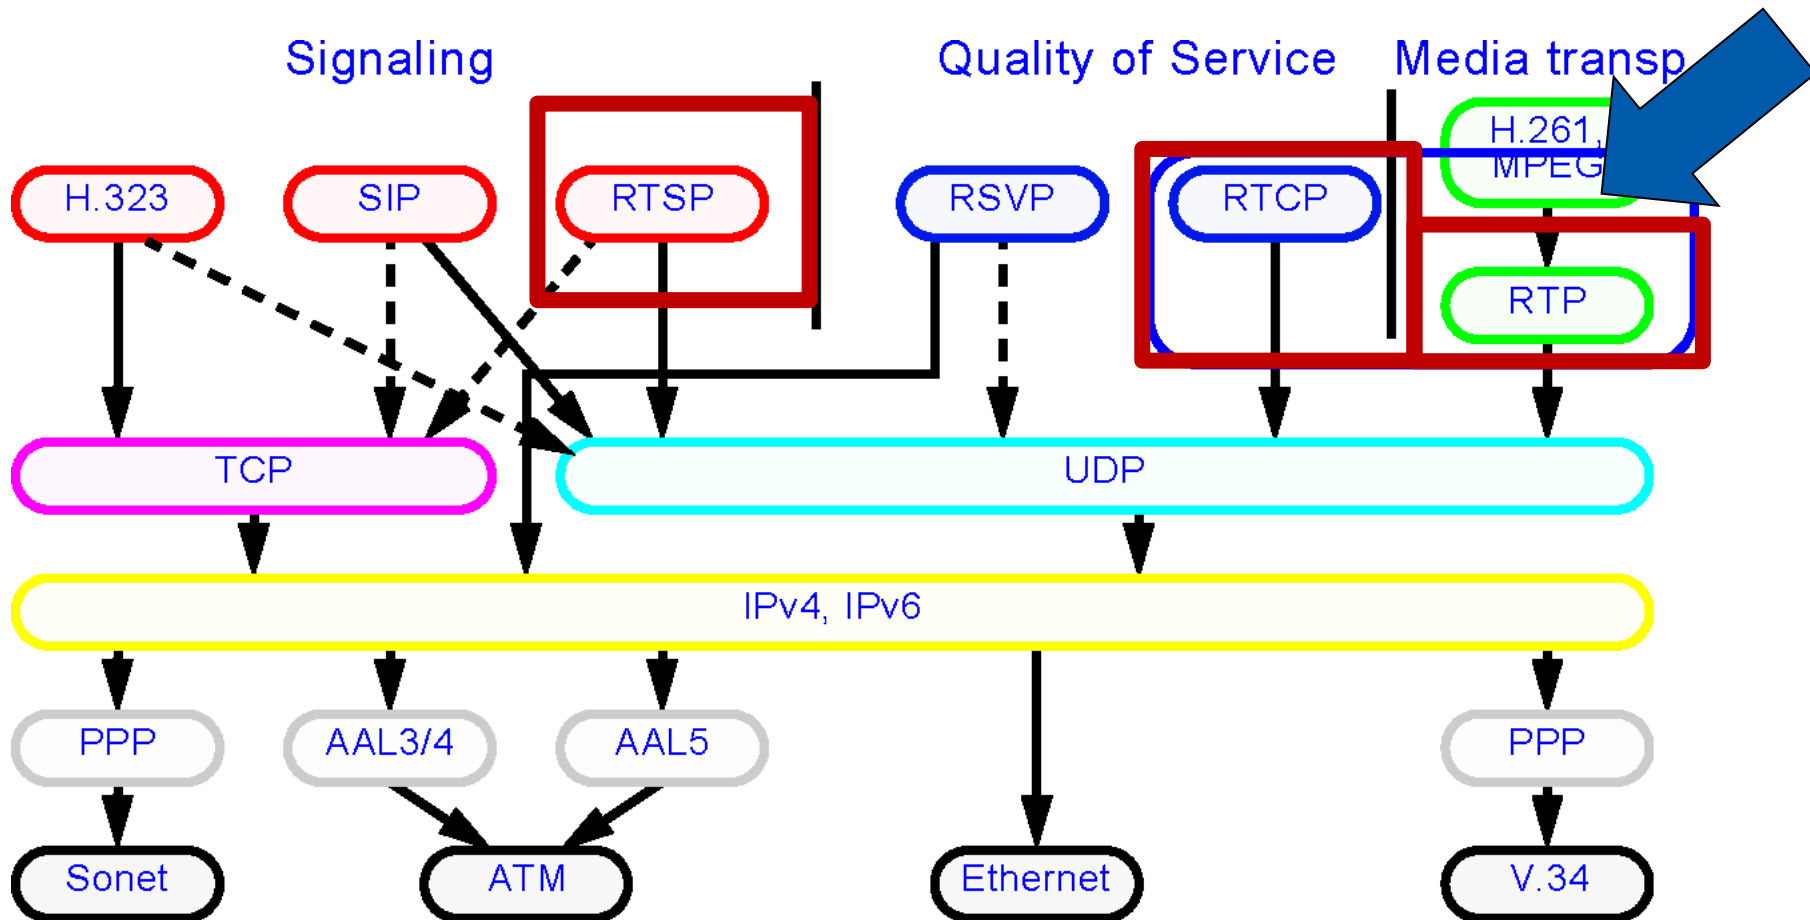 Signaling
Quality of Service
Media transp
H.261,
MPEG
H.323
SIP
RTSP
RSVP
RTCP
RTP
TCP
UDP
IPv4, IPv6
PPP
AAL3/4
AAL5
PPP
Sonet
ATM
Ethernet
V.34